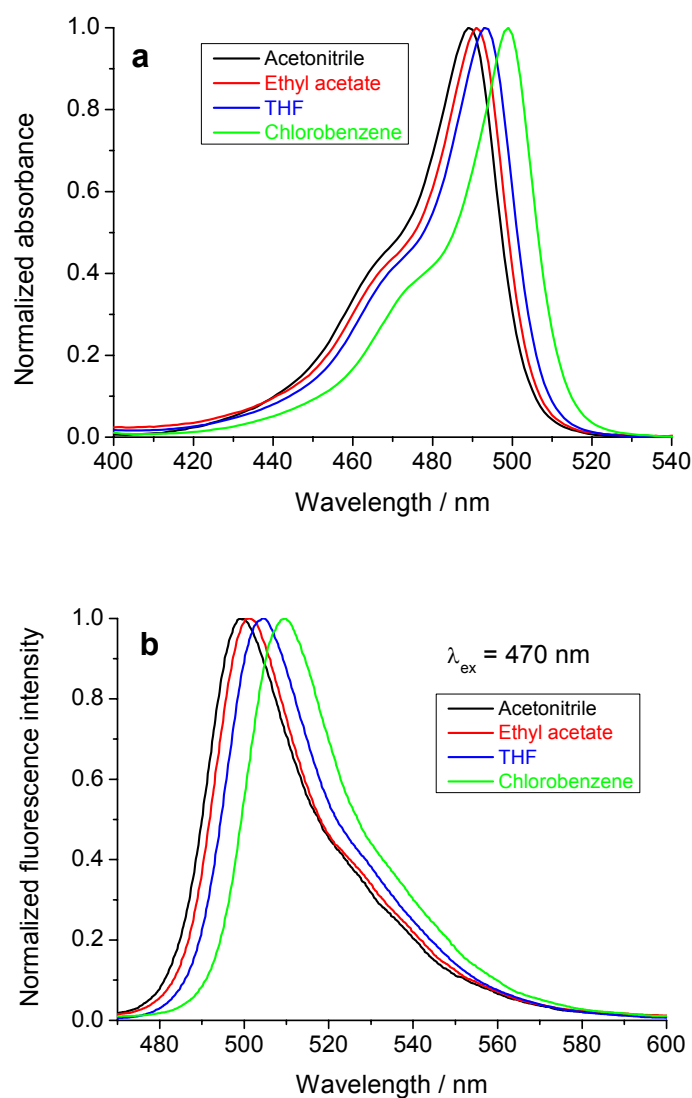 a
Acetonitrile
Ethyl acetate
THF
Chlorobenzene
Normalized absorbance
1.0
0.8
0.6
0.4
0.2
0.0
400 420 440 460 480 500 520 540
Wavelength / nm
b
λex = 470 nm
Acetonitrile
Ethyl acetate
THF
Chlorobenzene
Normalized fluorescence intensity
1.0
0.8
0.6
0.4
0.2
0.0
480 500 520 540 560 580 600
Wavelength / nm